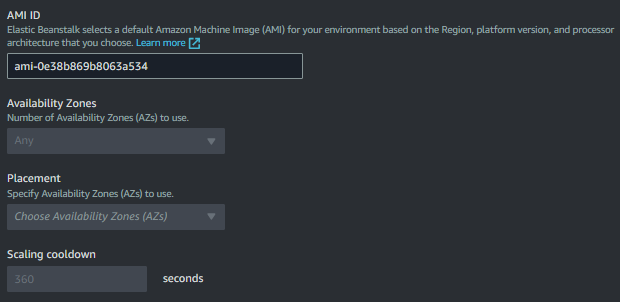 AMI ID
Elastic Beanstalk selects a default Amazon Machine Image (AMI) for your environment based on the Region, platform version, and processor
architecture that you choose. Learn more
ami-0e38b869b8063a534
Availability Zones
Number of Availability Zones (AZs) to use.
Any
Placement
Specify Availability Zones (AZs) to use.
Choose Availability Zones (AZs)
Scaling cooldown
360 seconds